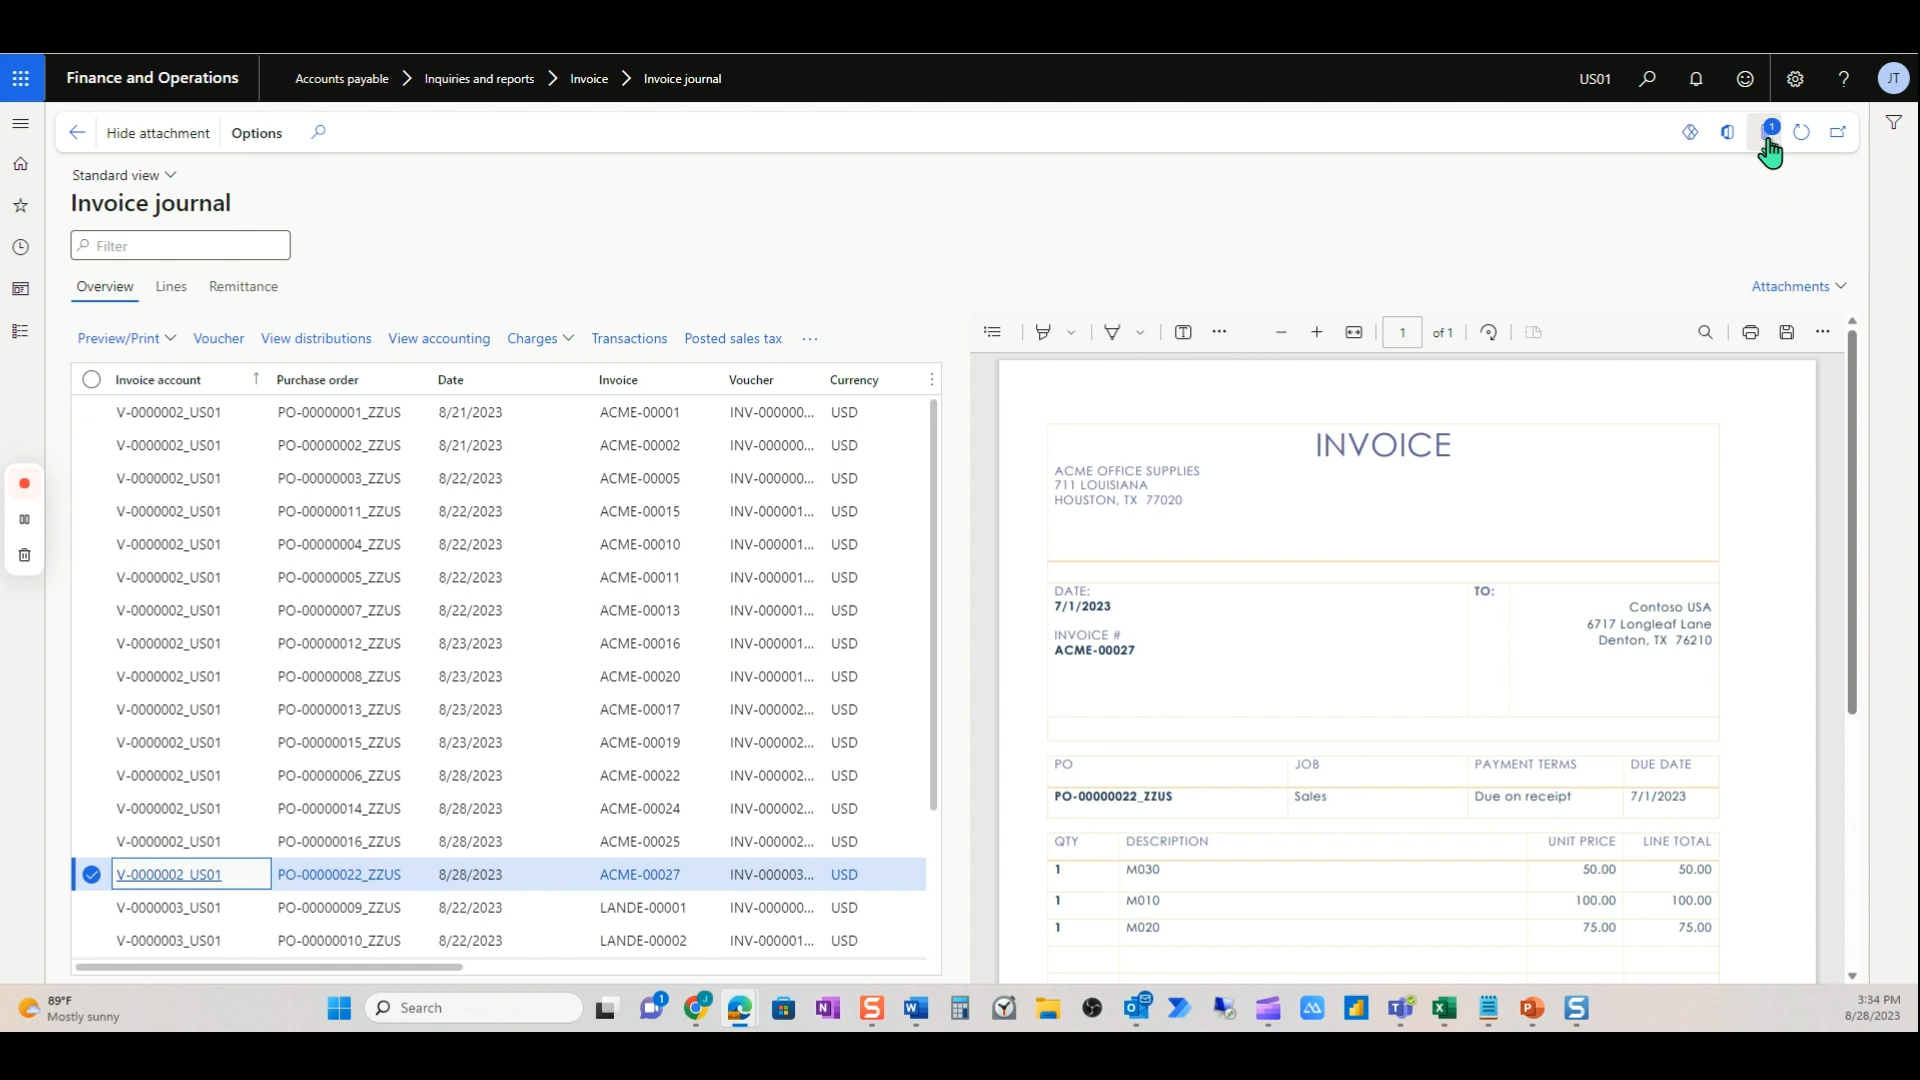 Finance and Operations
Accounts payable > Inquiries and reports > Invoice > Invoice journal
US01
JT
Hide attachment
Options
1
Standard view
Invoice journal
Filter
Overview Lines Remittance
Attachments
Preview/Print Voucher View distributions View accounting Charges Transactions Posted sales tax ...
1 of 1
Invoice account Purchase order Date Invoice Voucher Currency
V-0000002_US01 PO-00000001_ZZUS 8/21/2023 ACME-00001 INV-000000... USD
V-0000002_US01 PO-00000002_ZZUS 8/21/2023 ACME-00002 INV-000000... USD
V-0000002_US01 PO-00000003_ZZUS 8/22/2023 ACME-00005 INV-000000... USD
V-0000002_US01 PO-00000011_ZZUS 8/22/2023 ACME-00015 INV-000001... USD
V-0000002_US01 PO-00000004_ZZUS 8/22/2023 ACME-00010 INV-000001... USD
V-0000002_US01 PO-00000005_ZZUS 8/22/2023 ACME-00011 INV-000001... USD
V-0000002_US01 PO-00000007_ZZUS 8/22/2023 ACME-00013 INV-000001... USD
V-0000002_US01 PO-00000012_ZZUS 8/23/2023 ACME-00016 INV-000001... USD
V-0000002_US01 PO-00000008_ZZUS 8/23/2023 ACME-00020 INV-000001... USD
V-0000002_US01 PO-00000013_ZZUS 8/23/2023 ACME-00017 INV-000002... USD
V-0000002_US01 PO-00000015_ZZUS 8/23/2023 ACME-00019 INV-000002... USD
V-0000002_US01 PO-00000006_ZZUS 8/28/2023 ACME-00022 INV-000002... USD
V-0000002_US01 PO-00000014_ZZUS 8/28/2023 ACME-00024 INV-000002... USD
V-0000002_US01 PO-00000016_ZZUS 8/28/2023 ACME-00025 INV-000002... USD
V-0000002_US01 PO-00000022_ZZUS 8/28/2023 ACME-00027 INV-000003... USD
V-0000003_US01 PO-00000009_ZZUS 8/22/2023 LANDE-00001 INV-000000... USD
V-0000003_US01 PO-00000010_ZZUS 8/22/2023 LANDE-00002 INV-000001... USD
INVOICE
ACME OFFICE SUPPLIES
711 LOUISIANA
HOUSTON, TX 77020
DATE:
7/1/2023
INVOICE #
ACME-00027
TO:
Contoso USA
6717 Longleaf Lane
Denton, TX 76210
PO JOB PAYMENT TERMS DUE DATE
PO-00000022_ZZUS Sales Due on receipt 7/1/2023
QTY DESCRIPTION UNIT PRICE LINE TOTAL
1 M030 50.00 50.00
1 M010 100.00 100.00
1 M020 75.00 75.00
89°F
Mostly sunny
Search
1
J
3:34 PM
8/28/2023